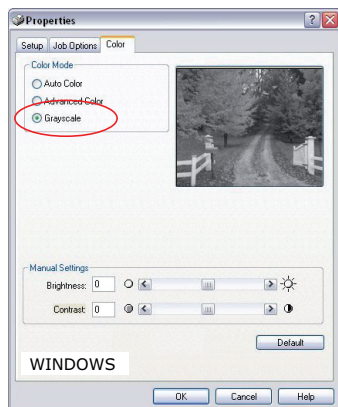 Properties
Setup Job Options Color
Color Mode
Auto Color
Advanced Color
Grayscale
Manual Settings
Brightness: 0
Contrast: 0
Default
WINDOWS
OK Cancel Help